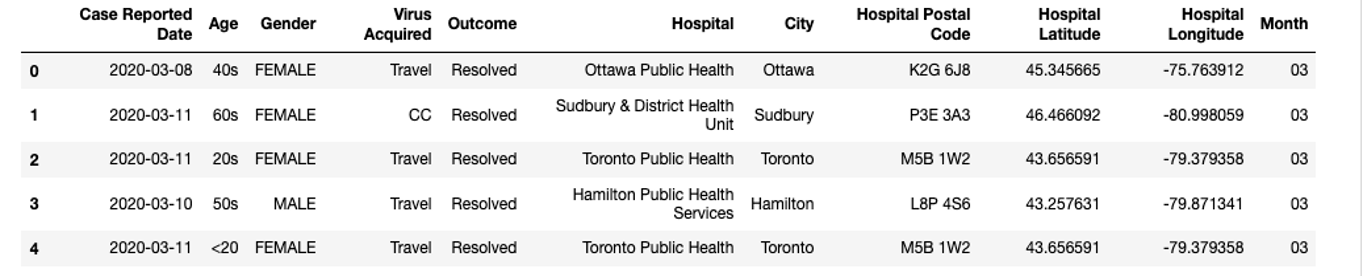 Case Reported Date Age Gender Virus Acquired Outcome Hospital City Hospital Postal Code Hospital Latitude Hospital Longitude Month
0 2020-03-08 40s FEMALE Travel Resolved Ottawa Public Health Ottawa K2G 6J8 45.345665 -75.763912 03
1 2020-03-11 60s FEMALE CC Resolved Sudbury & District Health Unit Sudbury P3E 3A3 46.466092 -80.998059 03
2 2020-03-11 20s FEMALE Travel Resolved Toronto Public Health Toronto M5B 1W2 43.656591 -79.379358 03
3 2020-03-10 50s MALE Travel Resolved Hamilton Public Health Services Hamilton L8P 4S6 43.257631 -79.871341 03
4 2020-03-11 <20 FEMALE Travel Resolved Toronto Public Health Toronto M5B 1W2 43.656591 -79.379358 03